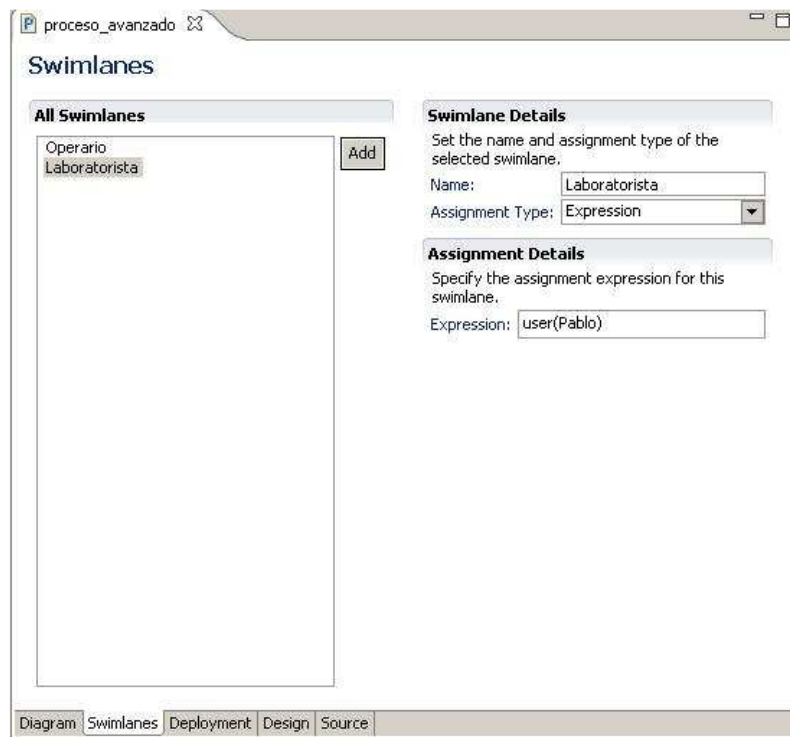 proceso_avanzado
Swimlanes
All Swimlanes
Operario
Laboratorista
Add
Swimlane Details
Set the name and assignment type of the
selected swimlane.
Name: Laboratorista
Assignment Type: Expression
Assignment Details
Specify the assignment expression for this
swimlane.
Expression: user(Pablo)
Diagram Swimlanes Deployment Design Source